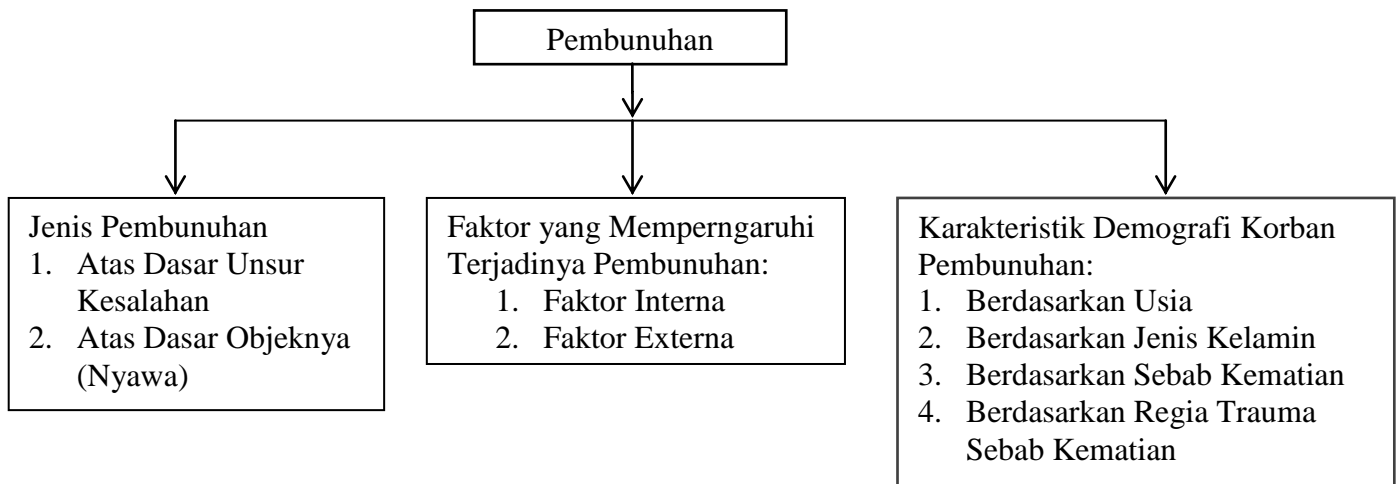 Pembunuhan
Jenis Pembunuhan
1. Atas Dasar Unsur
Kesalahan
2. Atas Dasar Objeknya
(Nyawa)
Faktor yang Memperngaruhi
Terjadinya Pembunuhan:
1. Faktor Interna
2. Faktor Externa
Karakteristik Demografi Korban
Pembunuhan:
1. Berdasarkan Usia
2. Berdasarkan Jenis Kelamin
3. Berdasarkan Sebab Kematian
4. Berdasarkan Regia Trauma
Sebab Kematian